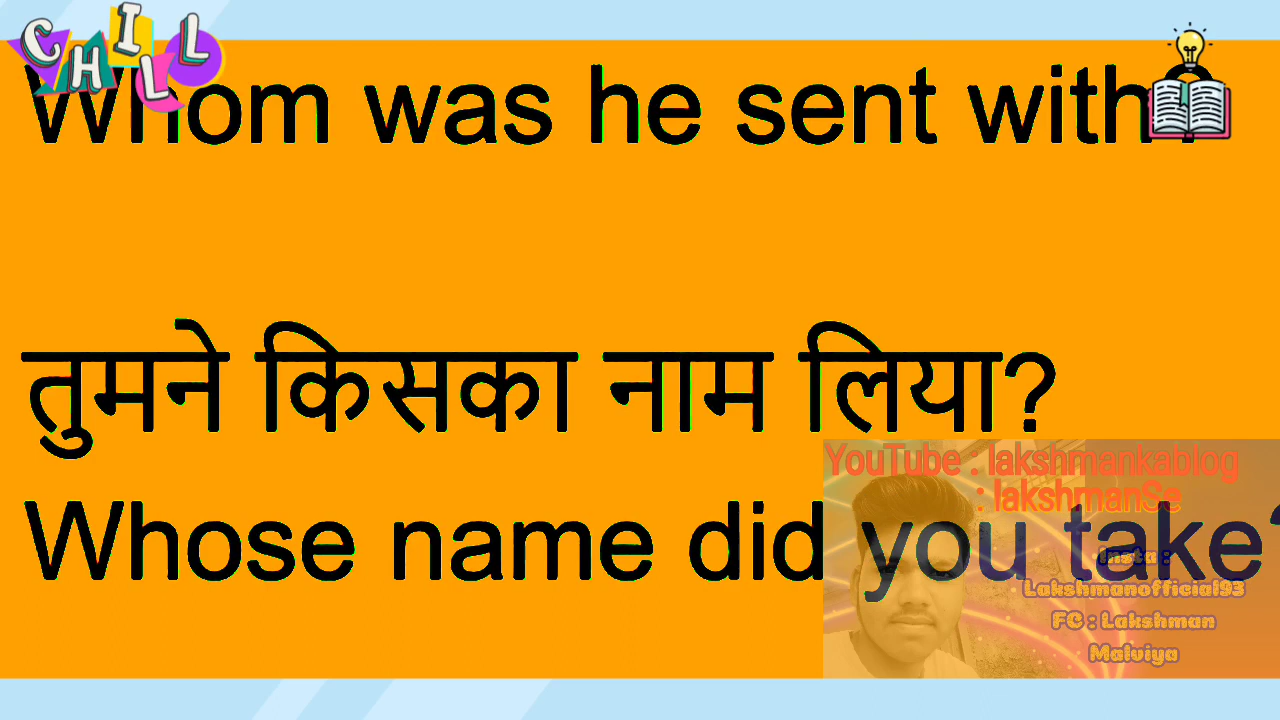 CHILL
Whom was he sent with?
तुमने किसका नाम लिया?
Whose name did you take?
YouTube : lakshmankablog
: lakshmanSe
Insta :
Lakshmanofficial93
FC : Lakshman
Malviya